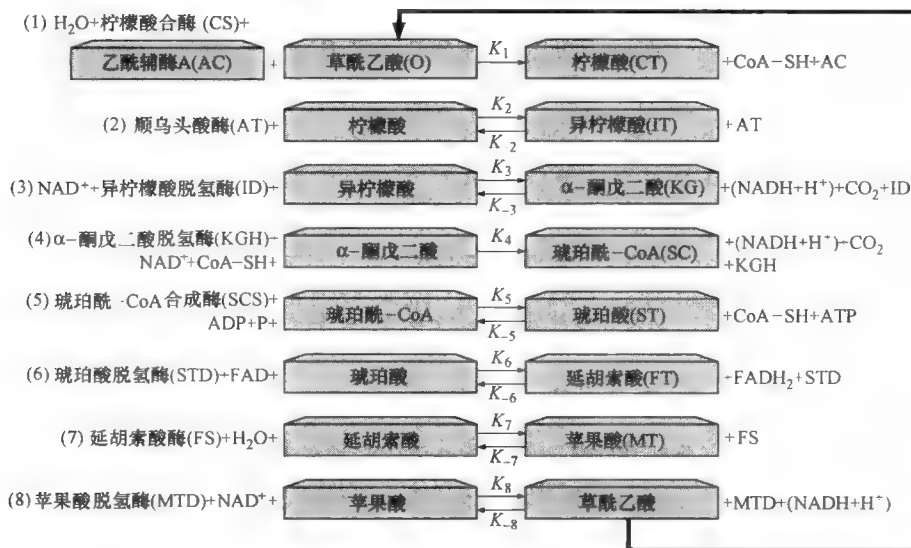 (1) H₂O+柠檬酸合酶(CS)+
乙酰辅酶A(AC) + 草酰乙酸(O) K₁ 柠檬酸(CT) +CoA-SH+AC
(2) 顺乌头酸酶(AT)+ 柠檬酸 K₂ K₋₂ 异柠檬酸(IT) +AT
(3) NAD⁺+异柠檬酸脱氢酶(ID)+ 异柠檬酸 K₃ K₋₃ α-酮戊二酸(KG) +(NADH+H⁺)+CO₂+ID
(4) α-酮戊二酸脱氢酶(KGH)+ α-酮戊二酸 K₄ 琥珀酰-CoA(SC) +(NADH+H⁺)+CO₂
NAD⁺+CoA-SH+ +KGH
(5) 琥珀酰-CoA合成酶(SCS)+
ADP+P+ 琥珀酰-CoA K₅ K₋₅ 琥珀酸(ST) +CoA-SH+ATP
(6) 琥珀酸脱氢酶(STD)+FAD+ 琥珀酸 K₆ K₋₆ 延胡索酸(FT) +FADH₂+STD
(7) 延胡索酸酶(FS)+H₂O+ 延胡索酸 K₇ K₋₇ 苹果酸(MT) +FS
(8) 苹果酸脱氢酶(MTD)+NAD⁺+ 苹果酸 K₈ K₋₈ 草酰乙酸 +MTD+(NADH+H⁺)